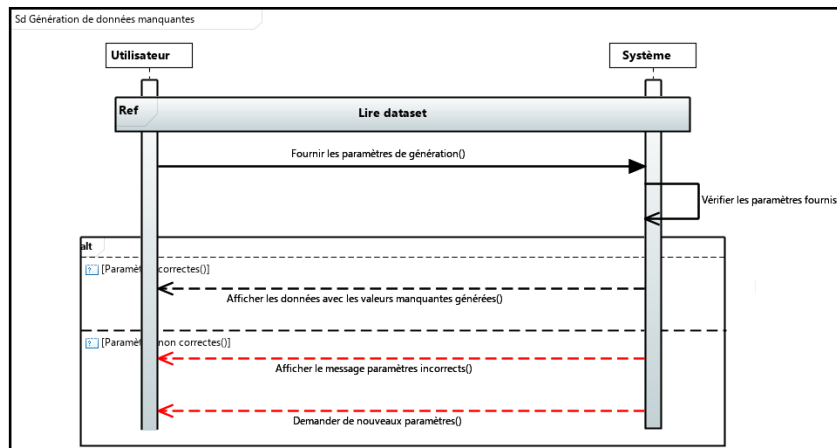 Sd Génération de données manquantes
Utilisateur
Système
Ref
Lire dataset
Fournir les paramètres de génération()
Vérifier les paramètres fournis
alt
[Paramèt correctes()]
Afficher les données avec les valeurs manquantes générées()
[Paramèt non correctes()]
Afficher le message paramètres incorrects()
Demander de nouveaux paramètres()